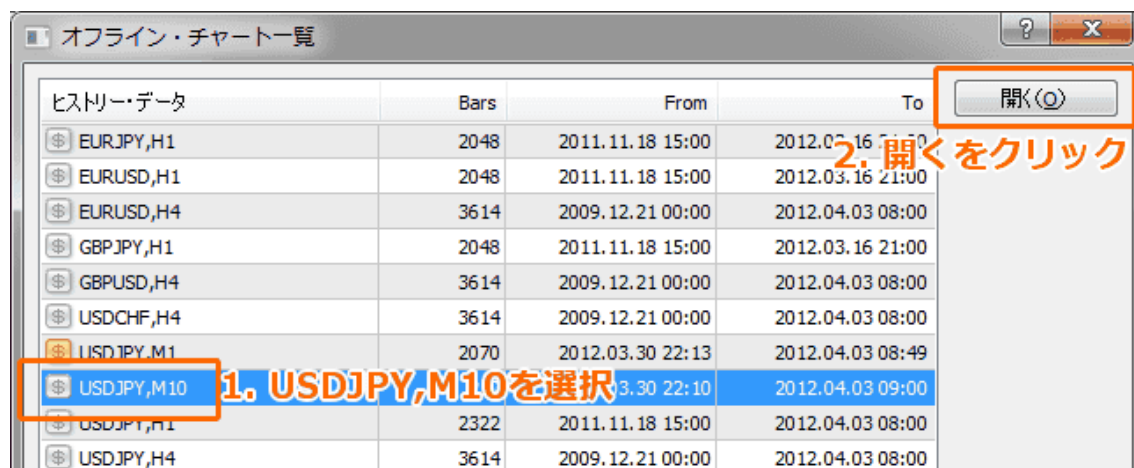 オフライン・チャート一覧
ヒストリー・データ Bars From To 開く(O)
EURJPY,H1 2048 2011.11.18 15:00
2. 開くをクリック
EURUSD,H1 2048 2011.11.18 15:00 2012.03.16 21:00
EURUSD,H4 3614 2009.12.21 00:00 2012.04.03 08:00
GBPJPY,H1 2048 2011.11.18 15:00 2012.03.16 21:00
GBPUSD,H4 3614 2009.12.21 00:00 2012.04.03 08:00
USDCHF,H4 3614 2009.12.21 00:00 2012.04.03 08:00
USDJPY,M1 2070 2012.03.30 22:13 2012.04.03 08:49
USDJPY,M10 1. USDJPY,M10を選択 22:10 2012.04.03 09:00
USDJPY,H1 2322 2011.11.18 15:00 2012.04.03 08:00
USDJPY,H4 3614 2009.12.21 00:00 2012.04.03 08:00